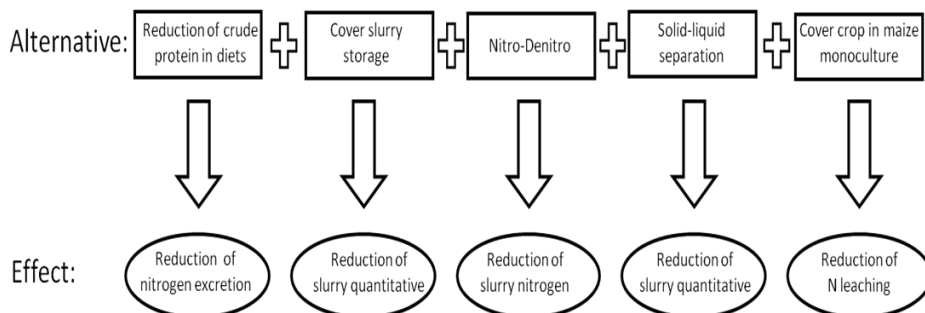 Alternative:
Reduction of crude
protein in diets
Cover slurry
storage
Nitro-Denitro
Solid-liquid
separation
Cover crop in maize
monoculture
Effect:
Reduction of
nitrogen excretion
Reduction of
slurry quantitative
Reduction of
slurry nitrogen
Reduction of
slurry quantitative
Reduction of
N leaching